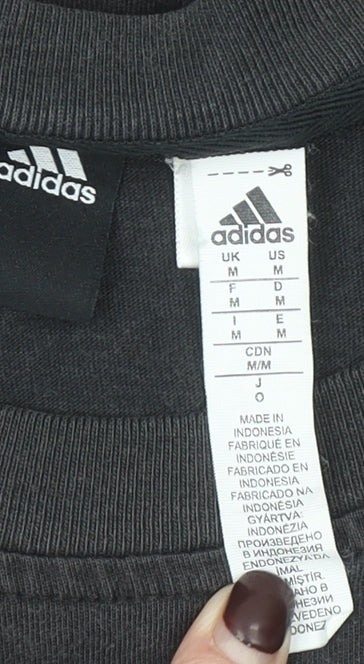 adidas
adidas
UK US
M M
F D
M M
I E
M M
CDN
M/M
J
O
MADE IN
INDONESIA
FABRIQUÉ EN
INDONÉSIE
FABRICADO EN
INDONESIA
FABRICADO NA
INDONÉSIA
GYÁRTVA:
INDONÉZIA
ПРОИЗВЕДЕНО
В ИНДОНЕЗИЯ
IMAL